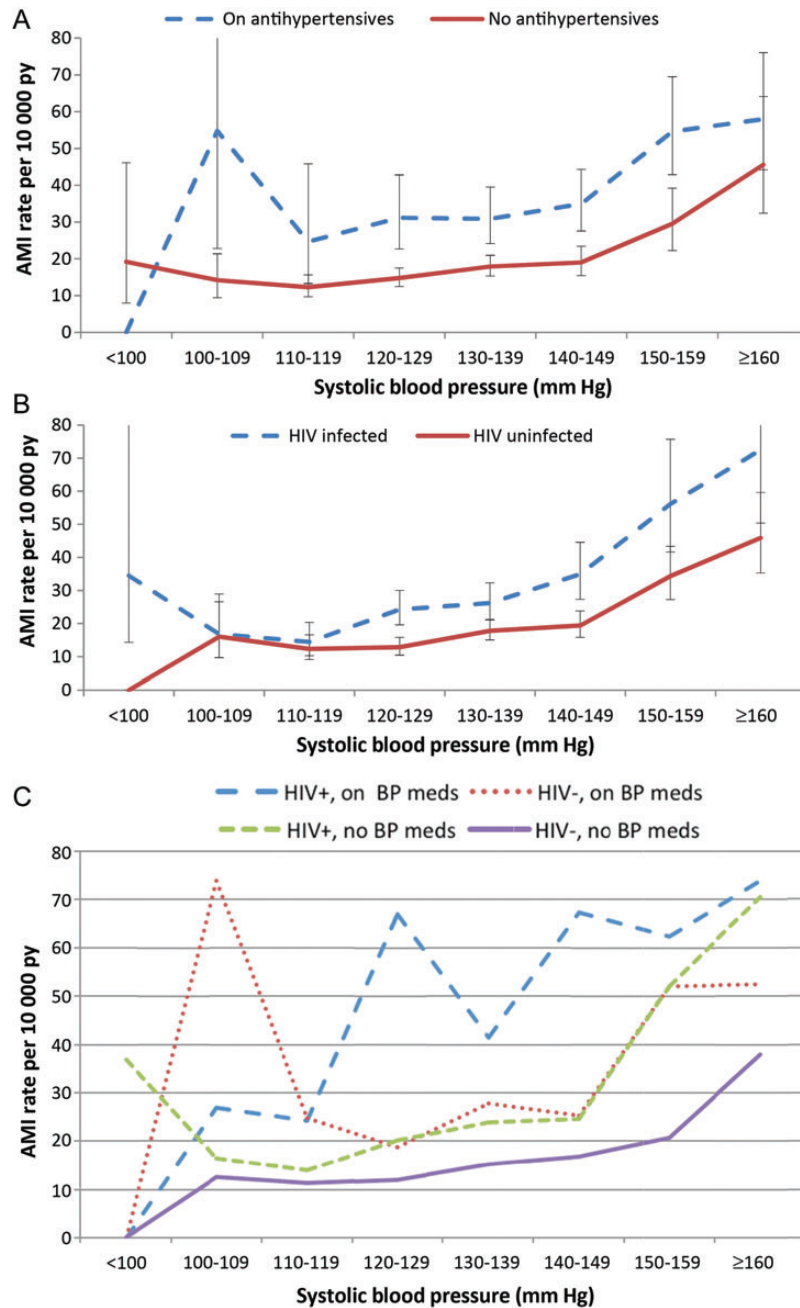 A
On antihypertensives No antihypertensives
80
70
60
50
40
30
20
10
0
AMI rate per 10 000 py
<100 100-109 110-119 120-129 130-139 140-149 150-159 ≥160
Systolic blood pressure (mm Hg)
B
HIV infected HIV uninfected
80
70
60
50
40
30
20
10
0
AMI rate per 10 000 py
<100 100-109 110-119 120-129 130-139 140-149 150-159 ≥160
Systolic blood pressure (mm Hg)
C
HIV+, on BP meds HIV-, on BP meds
HIV+, no BP meds HIV-, no BP meds
80
70
60
50
40
30
20
10
0
AMI rate per 10 000 py
<100 100-109 110-119 120-129 130-139 140-149 150-159 ≥160
Systolic blood pressure (mm Hg)